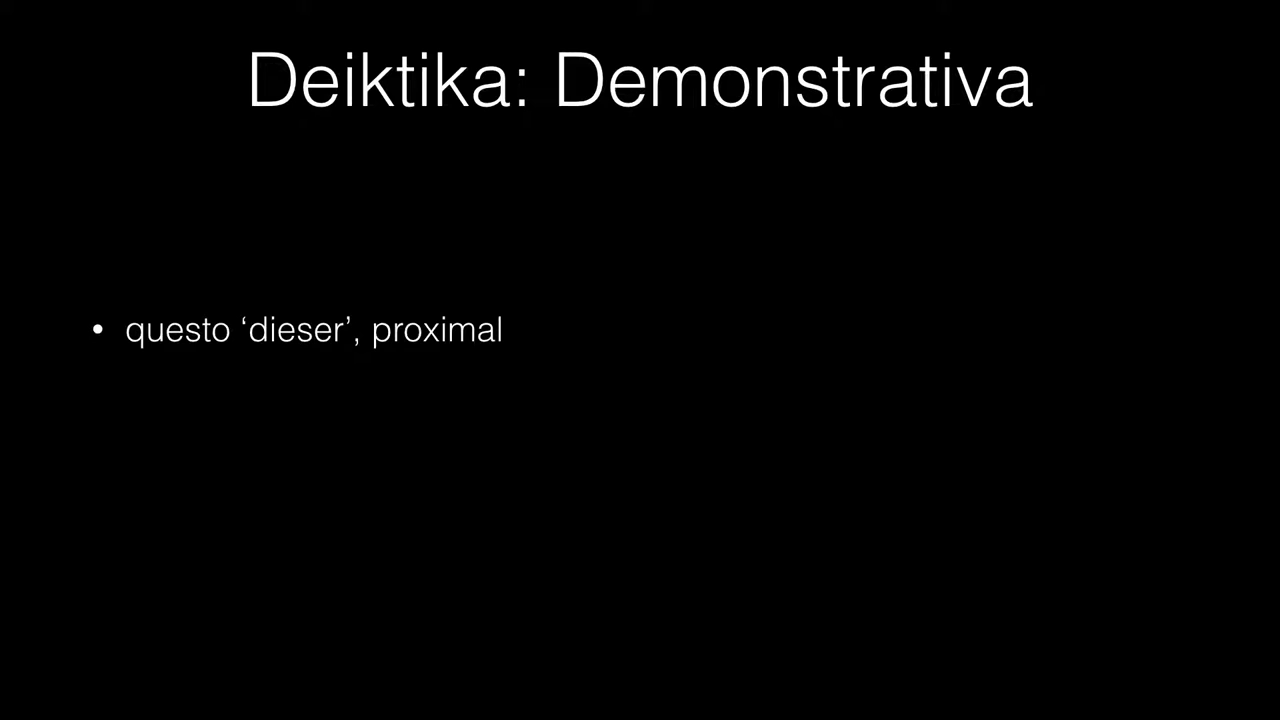 Deiktika: Demonstrativa
• questo ‘dieser’, proximal